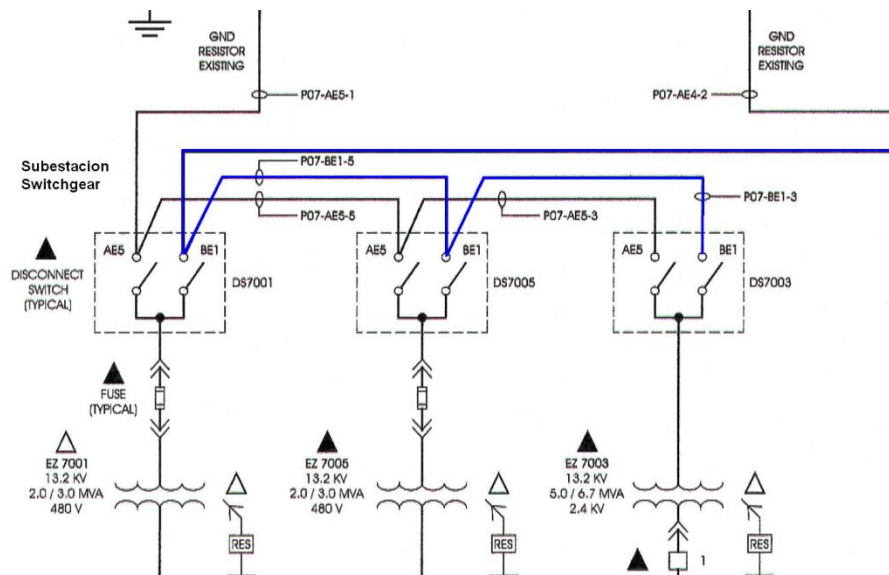 GND
RESISTOR
EXISTING
GND
RESISTOR
EXISTING
P07-AE5-1
P07-AE4-2
Subestacion
Switchgear
P07-BE1-5
P07-AE5-5
P07-AE5-3
P07-BE1-3
AE5
BE1
AE5
BE1
AE5
BE1
DISCONNECT
SWITCH
(TYPICAL)
DS7001
DS7005
DS7003
FUSE
(TYPICAL)
EZ 7001
13.2 KV
2.0 / 3.0 MVA
480 V
EZ 7005
13.2 KV
2.0 / 3.0 MVA
480 V
EZ 7003
13.2 KV
5.0 / 6.7 MVA
2.4 KV
RES
RES
RES
1